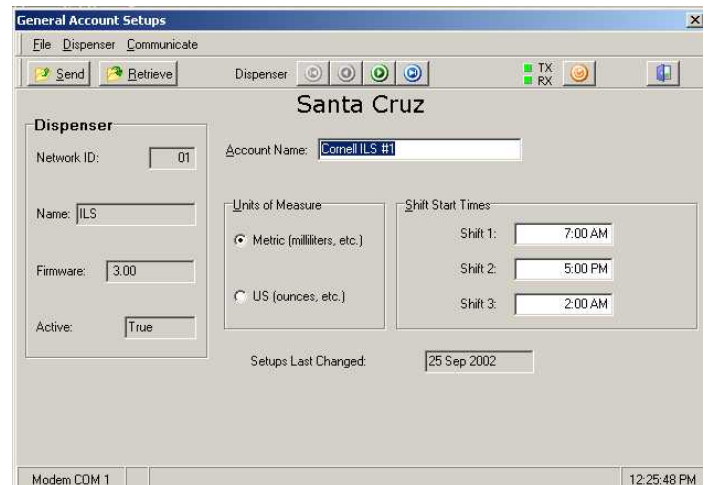 General Account Setups
File Dispenser Communicate
Send Retrieve Dispenser TX
RX
Santa Cruz
Dispenser
Network ID: 01
Name: ILS
Firmware: 3.00
Active: True
Account Name: Cornell ILS #1
Units of Measure
Metric (milliliters, etc.)
US (ounces, etc.)
Shift Start Times
Shift 1: 7:00 AM
Shift 2: 5:00 PM
Shift 3: 2:00 AM
Setups Last Changed: 25 Sep 2002
Modem COM 1 12:25:48 PM